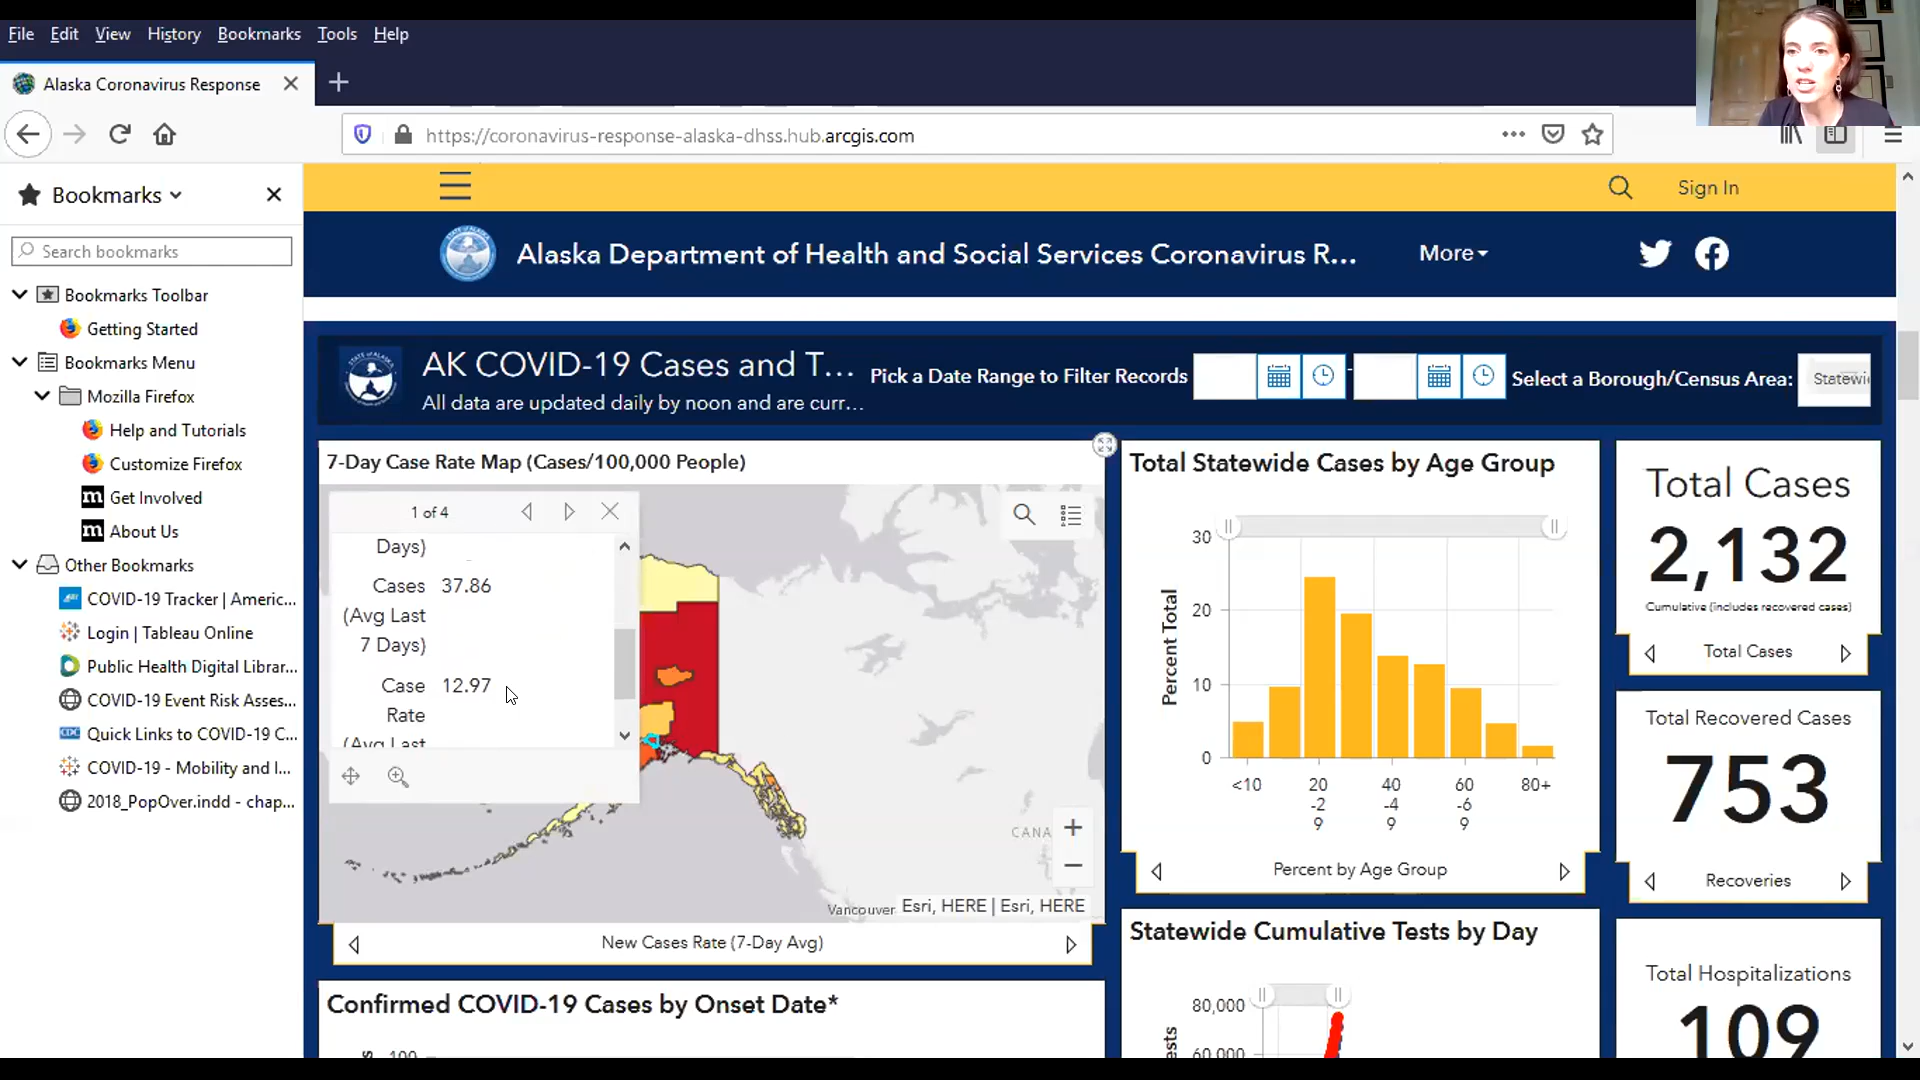 File Edit View History Bookmarks Tools Help
Alaska Coronavirus Response
https://coronavirus-response-alaska-dhss.hub.arcgis.com
Bookmarks
Search bookmarks
Bookmarks Toolbar
Getting Started
Bookmarks Menu
Mozilla Firefox
Help and Tutorials
Customize Firefox
Get Involved
About Us
Other Bookmarks
COVID-19 Tracker | Americ...
Login | Tableau Online
Public Health Digital Librar...
COVID-19 Event Risk Asses...
Quick Links to COVID-19 C...
COVID-19 - Mobility and I...
2018_PopOver.indd - chap...
Sign In
Alaska Department of Health and Social Services Coronavirus R...
More
AK COVID-19 Cases and T...
All data are updated daily by noon and are curr...
Pick a Date Range to Filter Records
-
Select a Borough/Census Area:
Statewi
7-Day Case Rate Map (Cases/100,000 People)
1 of 4
Days)
Cases 37.86
(Avg Last
7 Days)
Case 12.97
Rate
(Avg Last
CANA
Vancouver
Esri, HERE | Esri, HERE
New Cases Rate (7-Day Avg)
Confirmed COVID-19 Cases by Onset Date*
100
Total Statewide Cases by Age Group
Percent Total
30
20
10
0
<10
20
-2
9
40
-4
9
60
-6
9
80+
Percent by Age Group
Statewide Cumulative Tests by Day
80,000
60,000
ests
Total Cases
2,132
Cumulative (includes recovered cases)
Total Cases
Total Recovered Cases
753
Recoveries
Total Hospitalizations
109